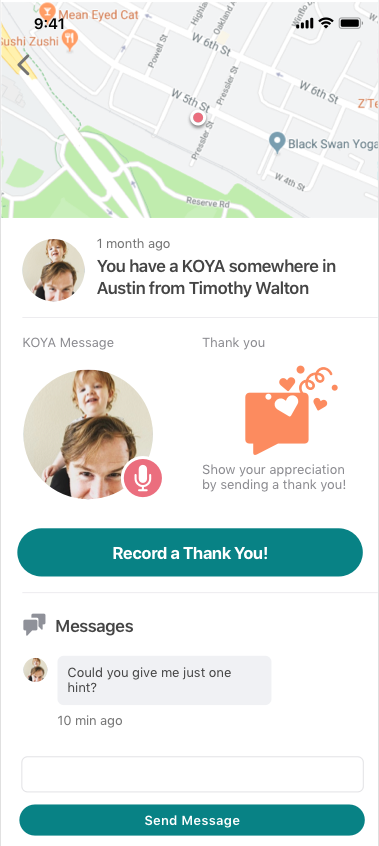 9:41
Mean Eyed Cat
Sushi Zushi
Highland
Oakland A
Winflo
W 6th St
Powell St
Pressler St
W 6th St
W 5th St
Z'Te
Pressler St
Black Swan Yoga
W 4th St
Reserve Rd
1 month ago
You have a KOYA somewhere in
Austin from Timothy Walton
KOYA Message
Thank you
Show your appreciation
by sending a thank you!
Record a Thank You!
Messages
Could you give me just one
hint?
10 min ago
Send Message